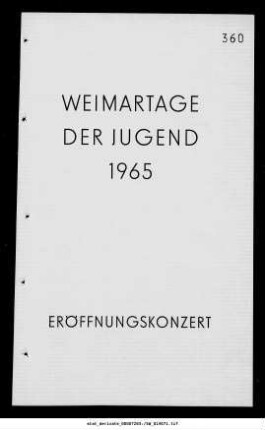 360
WEIMARTAGE
DER JUGEND
1965
ERÖFFNUNGSKONZERT